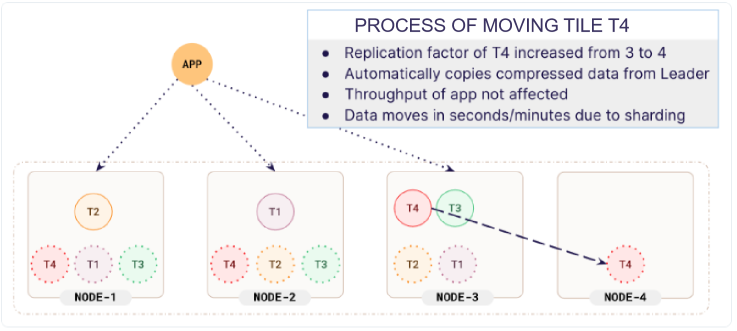 PROCESS OF MOVING TILE T4
• Replication factor of T4 increased from 3 to 4
• Automatically copies compressed data from Leader
• Throughput of app not affected
• Data moves in seconds/minutes due to sharding
APP
T2
T4 T1 T3
NODE-1
T1
T4 T2 T3
NODE-2
T4 T3
T2 T1
NODE-3
T4
NODE-4